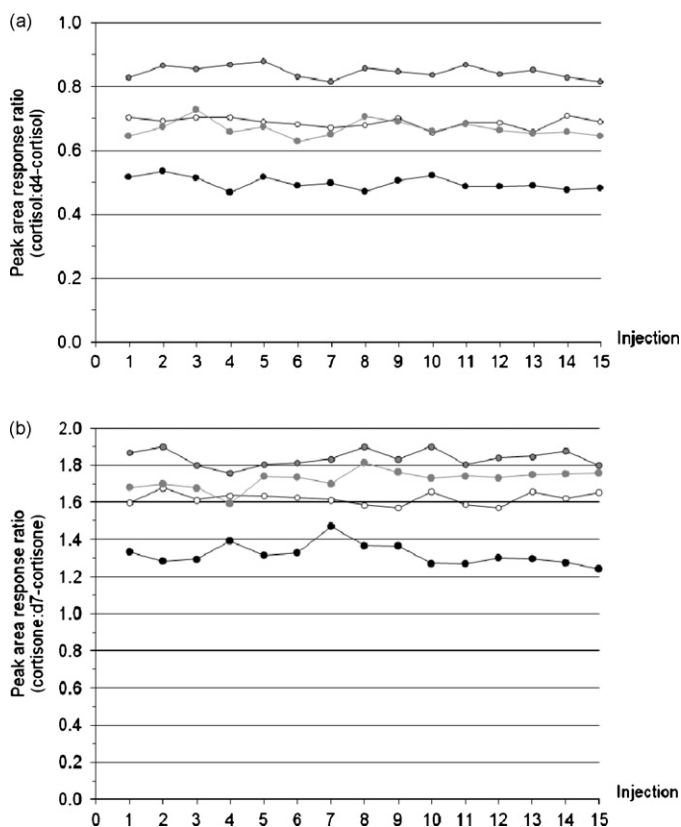 (a)
Peak area response ratio
(cortisol:d4-cortisol)
1.0
0.8
0.6
0.4
0.2
0.0
0 1 2 3 4 5 6 7 8 9 10 11 12 13 14 15
Injection
(b)
Peak area response ratio
(cortisone:d7-cortisone)
2.0
1.8
1.6
1.4
1.2
1.0
0.8
0.6
0.4
0.2
0.0
0 1 2 3 4 5 6 7 8 9 10 11 12 13 14 15
Injection